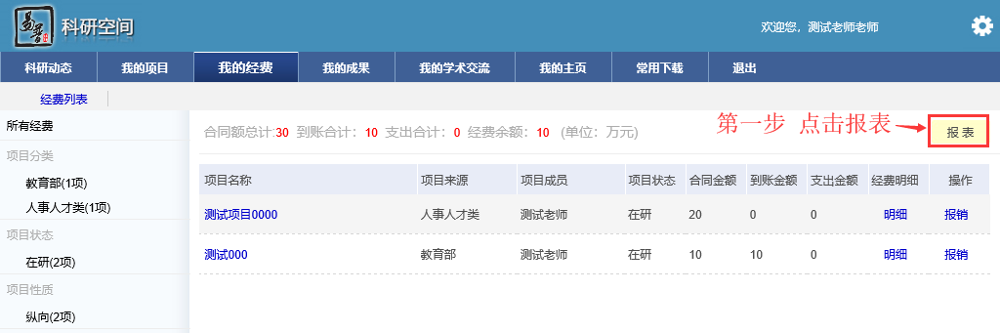 易普 科研空间
欢迎您，测试老师老师
科研动态 我的项目 我的经费 我的成果 我的学术交流 我的主页 常用下载 退出
经费列表
所有经费
项目分类
教育部(1项)
人事人才类(1项)
项目状态
在研(2项)
项目性质
纵向(2项)
合同额总计:30 到账合计: 10 支出合计: 0 经费余额: 10 (单位：万元)
第一步 点击报表
报 表
项目名称 项目来源 项目成员 项目状态 合同金额 到账金额 支出金额 经费明细 操作
测试项目0000 人事人才类 测试老师 在研 20 0 0 明细 报销
测试000 教育部 测试老师 在研 10 10 0 明细 报销